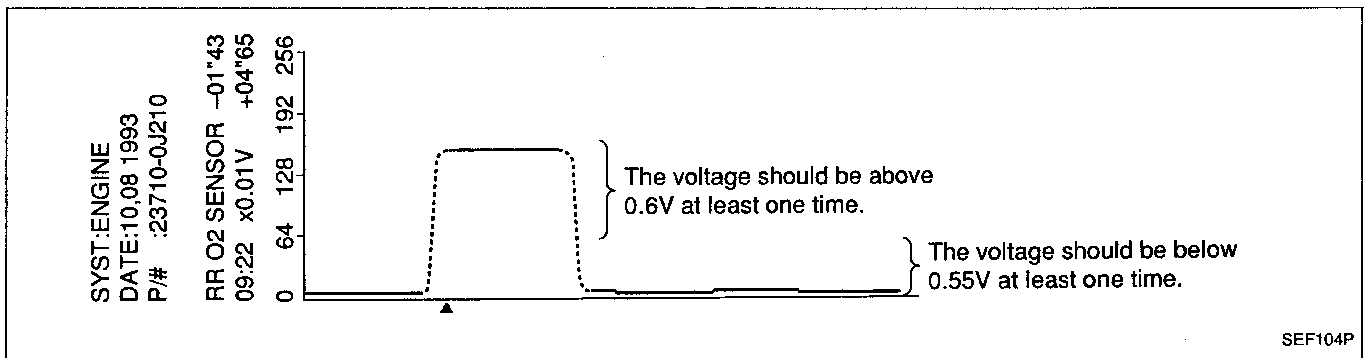 SYST:ENGINE
DATE:10,08 1993
P/# :23710-0J210
RR O2 SENSOR –01"43
09:22 x0.01V +04"65
256
192
128
64
0
The voltage should be above
0.6V at least one time.
The voltage should be below
0.55V at least one time.
SEF104P